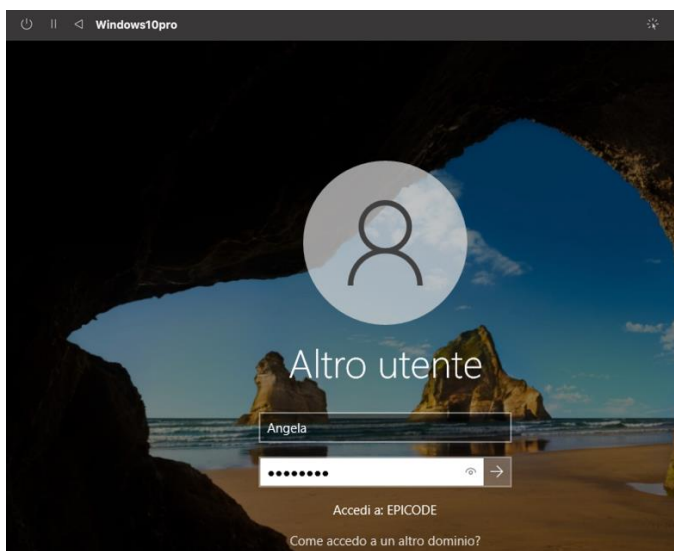 Windows10pro
Altro utente
Angela
Accedi a: EPICODE
Come accedo a un altro dominio?